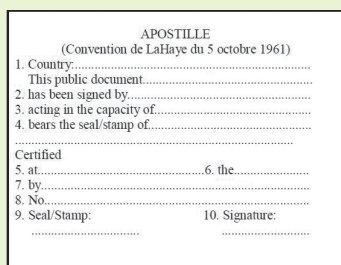 APOSTILLE
(Convention de LaHaye du 5 octobre 1961)
1. Country:..............................................................
This public document.............................................
2. has been signed by.................................................
3. acting in the capacity of..........................................
4. bears the seal/stamp of...........................................
..........................................................................
Certified
5. at............................................6. the....................
7. by........................................................................
8. No.......................................................................
9. Seal/Stamp: 10. Signature:
............................. .......................